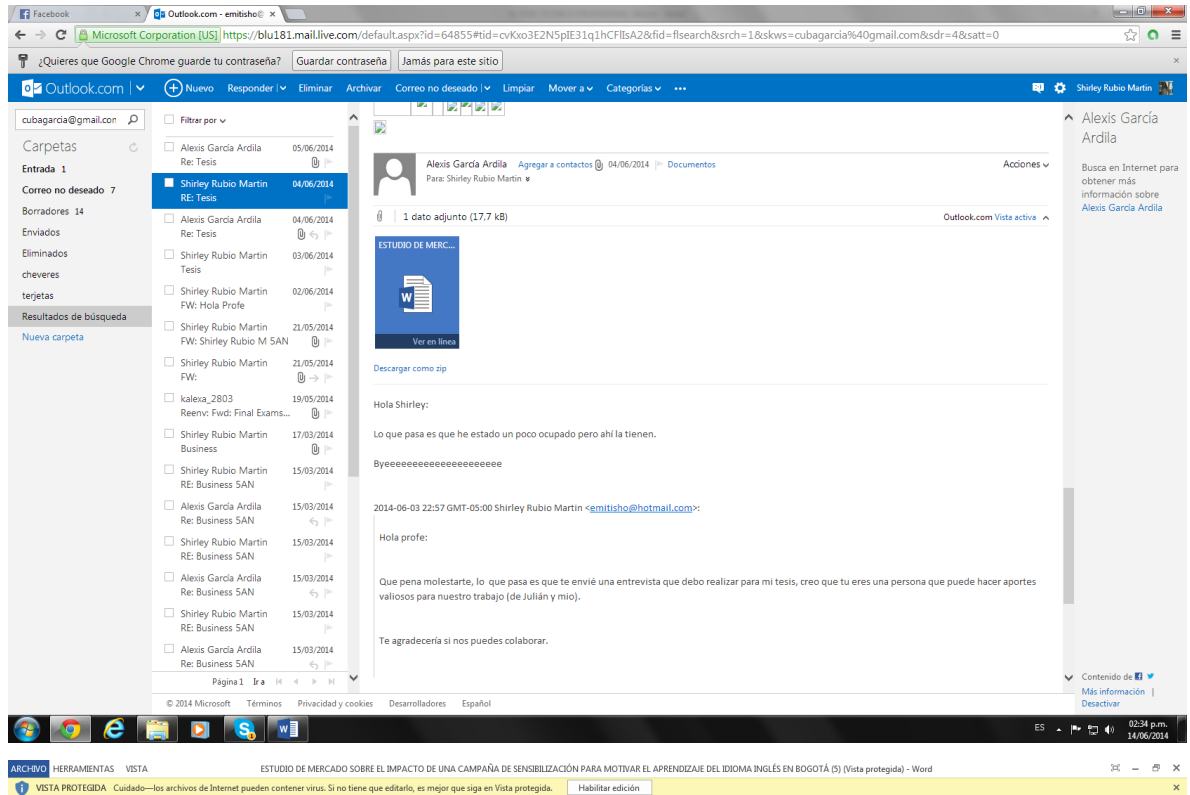 Facebook
Outlook.com - emitisho@
Microsoft Corporation [US] https://blu181.mail.live.com/default.aspx?id=64855#tid=cvKxo3E2N5pIE31q1hCFlIsA2&fid=flsearch&srch=1&skws=cubagarcia%40gmail.com&sdr=4&satt=0
¿Quieres que Google Chrome guarde tu contraseña? Guardar contraseña Jamás para este sitio
Outlook.com Nuevo Responder Eliminar Archivar Correo no deseado Limpiar Mover a Categorías ••• Shirley Rubio Martin
cubagarcia@gmail.con
Carpetas
Entrada 1
Correo no deseado 7
Borradores 14
Enviados
Eliminados
cheveres
terjetas
Resultados de búsqueda
Nueva carpeta
Filtrar por
Alexis García Ardila 05/06/2014
Re: Tesis
Shirley Rubio Martin 04/06/2014
RE: Tesis
Alexis García Ardila 04/06/2014
Re: Tesis
Shirley Rubio Martin 03/06/2014
Tesis
Shirley Rubio Martin 02/06/2014
FW: Hola Profe
Shirley Rubio Martin 21/05/2014
FW: Shirley Rubio M 5AN
Shirley Rubio Martin 21/05/2014
FW:
kalexa_2803 19/05/2014
Reenv: Fwd: Final Exams...
Shirley Rubio Martin 17/03/2014
Business
Shirley Rubio Martin 15/03/2014
RE: Business 5AN
Alexis García Ardila 15/03/2014
Re: Business 5AN
Shirley Rubio Martin 15/03/2014
RE: Business 5AN
Alexis García Ardila 15/03/2014
Re: Business 5AN
Shirley Rubio Martin 15/03/2014
RE: Business 5AN
Alexis García Ardila 15/03/2014
Re: Business 5AN
Página 1 Ir a
Alexis García Ardila Agregar a contactos 04/06/2014 Documentos Acciones
Para: Shirley Rubio Martin
1 dato adjunto (17,7 kB) Outlook.com Vista activa
ESTUDIO DE MERC...
W
Ver en línea
Descargar como zip
Hola Shirley:
Lo que pasa es que he estado un poco ocupado pero ahí la tienen.
Byeeeeeeeeeeeeeeeeeeeee
2014-06-03 22:57 GMT-05:00 Shirley Rubio Martin <emitisho@hotmail.com>:
Hola profe:
Que pena molestarte, lo que pasa es que te envié una entrevista que debo realizar para mi tesis, creo que tu eres una persona que puede hacer aportes
valiosos para nuestro trabajo (de Julián y mio).
Te agradecería si nos puedes colaborar.
Alexis García
Ardila
Busca en Internet para
obtener más
información sobre
Alexis García Ardila
Contenido de
Más información |
Desactivar
© 2014 Microsoft Términos Privacidad y cookies Desarrolladores Español
ES 02:34 p.m.
14/06/2014
ARCHIVO HERRAMIENTAS VISTA ESTUDIO DE MERCADO SOBRE EL IMPACTO DE UNA CAMPAÑA DE SENSIBILIZACIÓN PARA MOTIVAR EL APRENDIZAJE DEL IDIOMA INGLÉS EN BOGOTÁ (5) (Vista protegida) - Word
VISTA PROTEGIDA Cuidado—los archivos de Internet pueden contener virus. Si no tiene que editarlo, es mejor que siga en Vista protegida. Habilitar edición